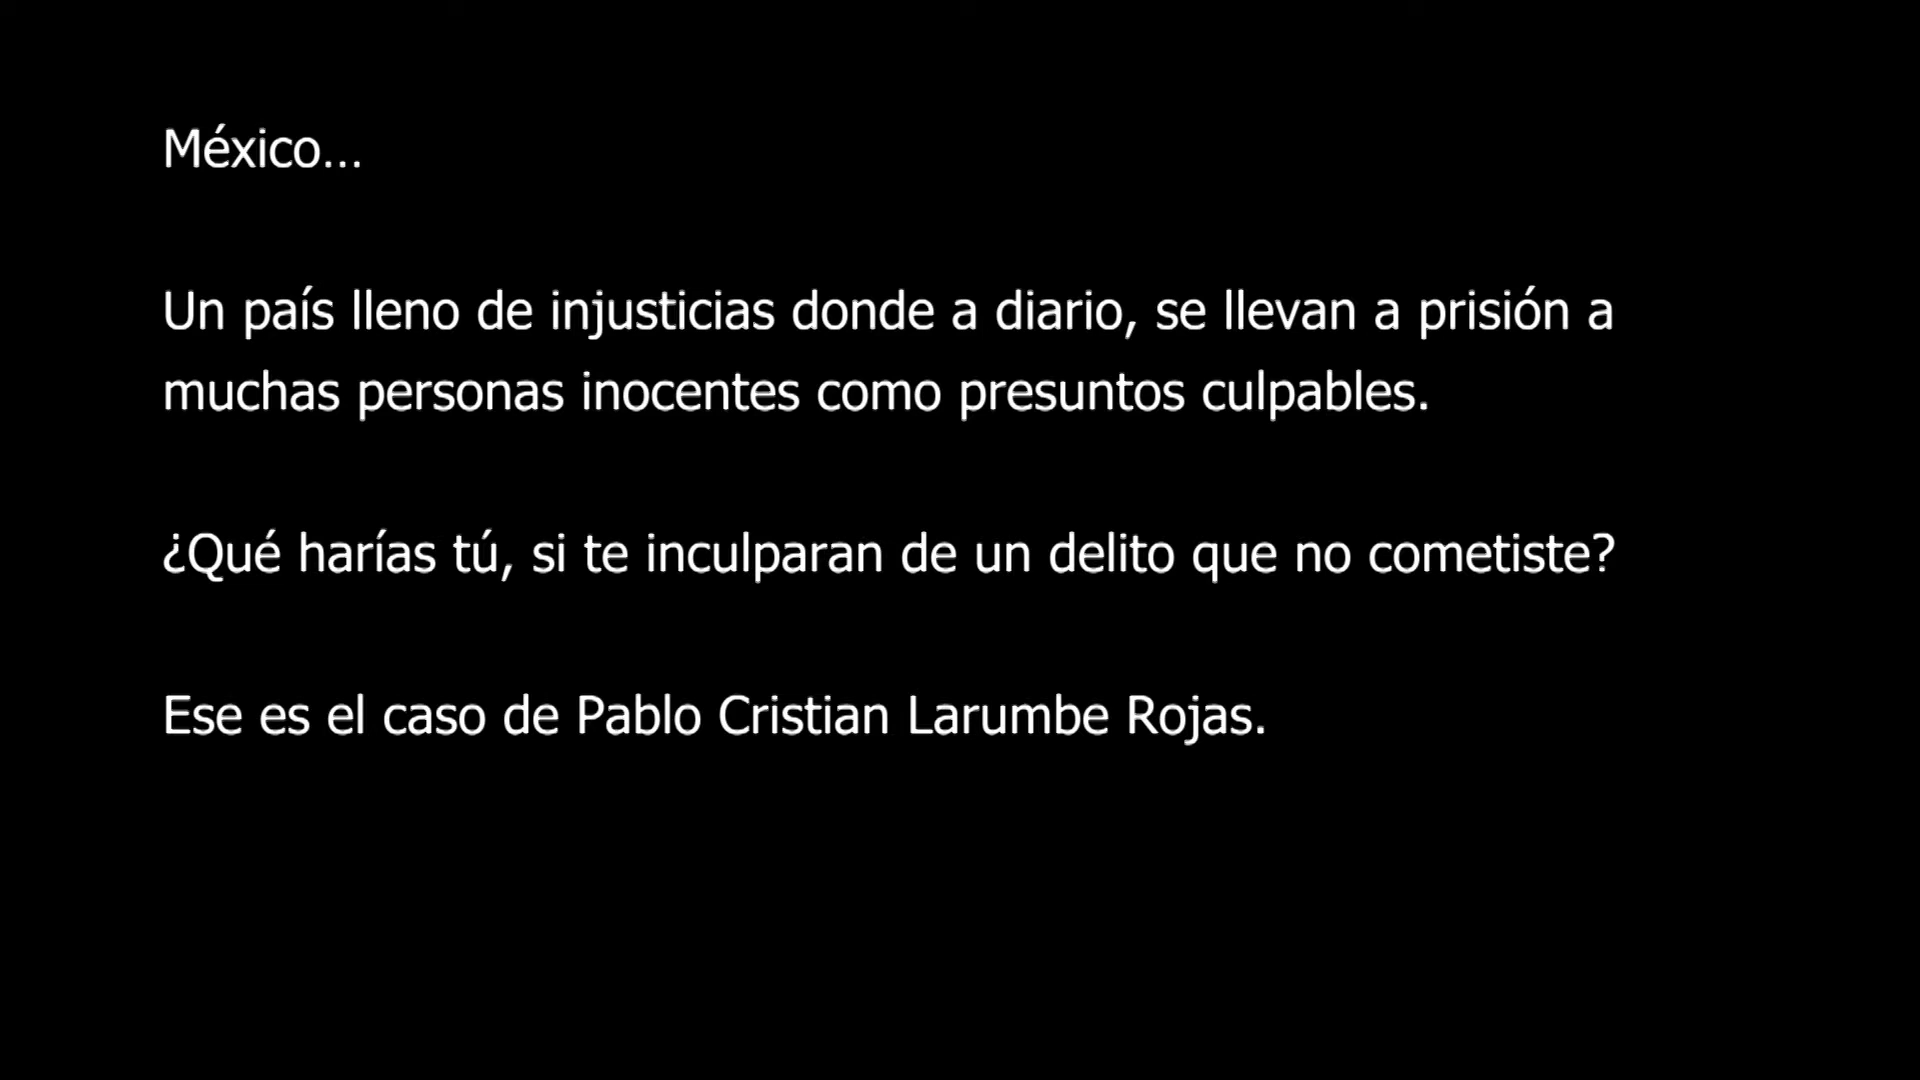 México...
Un país lleno de injusticias donde a diario, se llevan a prisión a
muchas personas inocentes como presuntos culpables.
¿Qué harías tú, si te inculparan de un delito que no cometiste?
Ese es el caso de Pablo Cristian Larumbe Rojas.